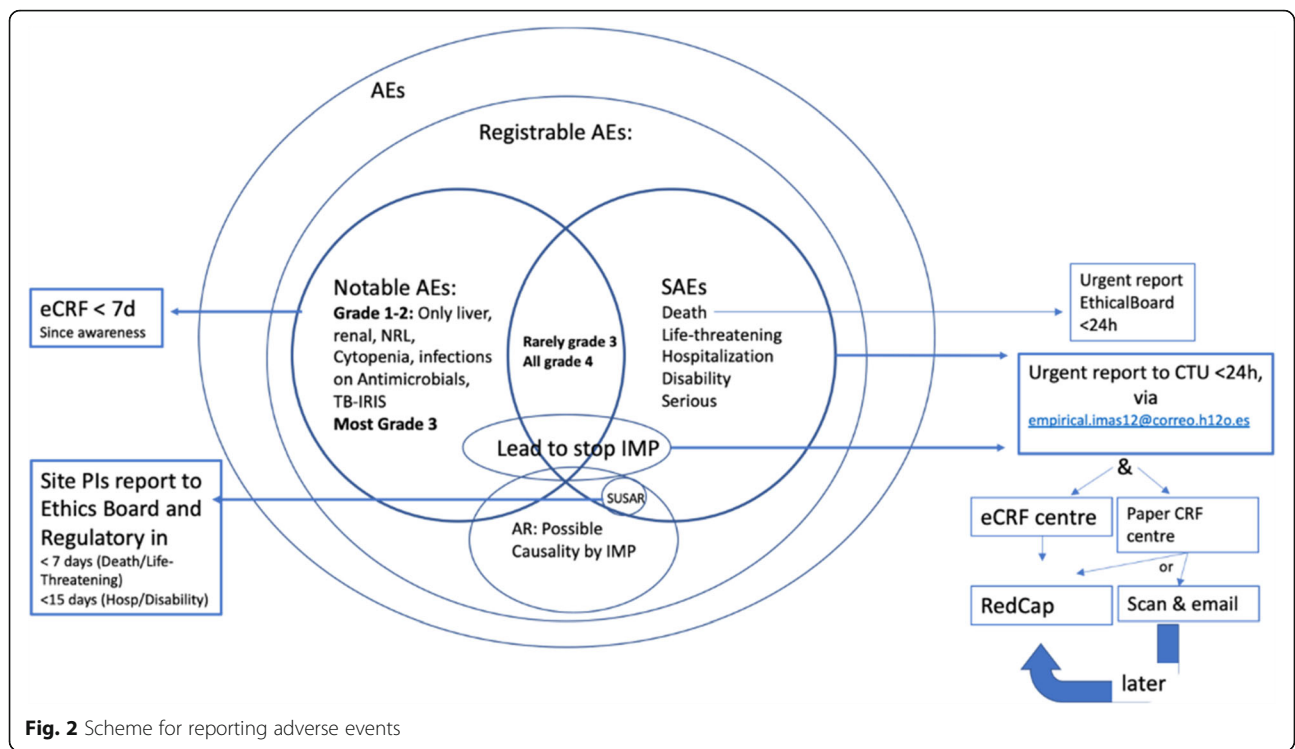 AEs
Registrable AEs:
Notable AEs:
Grade 1-2: Only liver,
renal, NRL,
Cytopenia, infections
on Antimicrobials,
TB-IRIS
Most Grade 3
Rarely grade 3
All grade 4
SAEs
Death
Life-threatening
Hospitalization
Disability
Serious
Lead to stop IMP
SUSAR
AR: Possible
Causality by IMP
eCRF < 7d
Since awareness
Site PIs report to
Ethics Board and
Regulatory in
< 7 days (Death/Life-
Threatening)
<15 days (Hosp/Disability)
Urgent report
EthicalBoard
<24h
Urgent report to CTU <24h,
via
empirical.imas12@correo.h12o.es
&
eCRF centre
Paper CRF
centre
or
RedCap
Scan & email
later
Fig. 2 Scheme for reporting adverse events